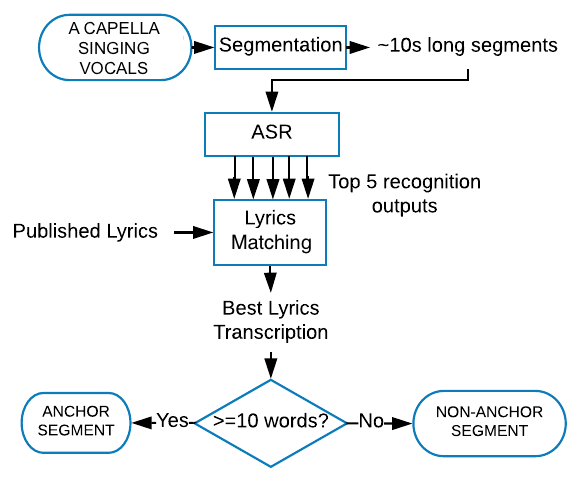 A CAPELLA
SINGING
VOCALS
Segmentation
~10s long segments
ASR
Top 5 recognition
outputs
Published Lyrics
Lyrics
Matching
Best Lyrics
Transcription
>=10 words?
Yes
No
ANCHOR
SEGMENT
NON-ANCHOR
SEGMENT